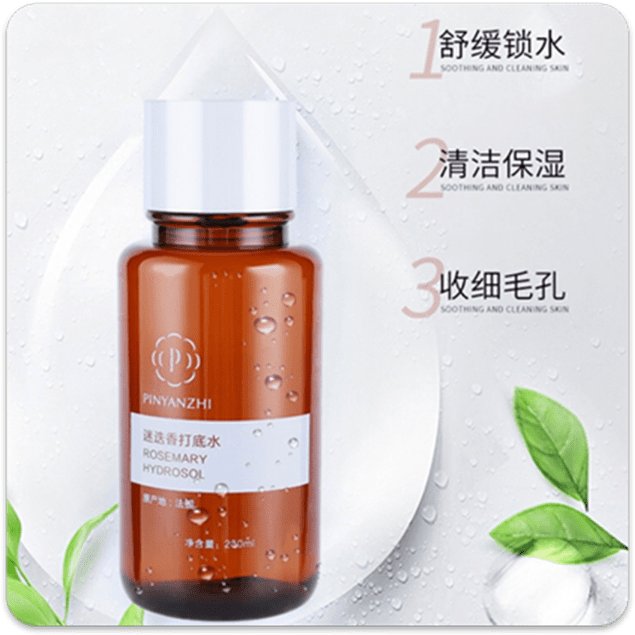 1 舒缓锁水
SOOTHING AND CLEANING SKIN
2 清洁保湿
SOOTHING AND CLEANING SKIN
3 收细毛孔
SOOTHING AND CLEANING SKIN
P
PINYANZHI
迷迭香打底水
ROSEMARY
HYDROSOL
原产地：法国
净含量：230ml